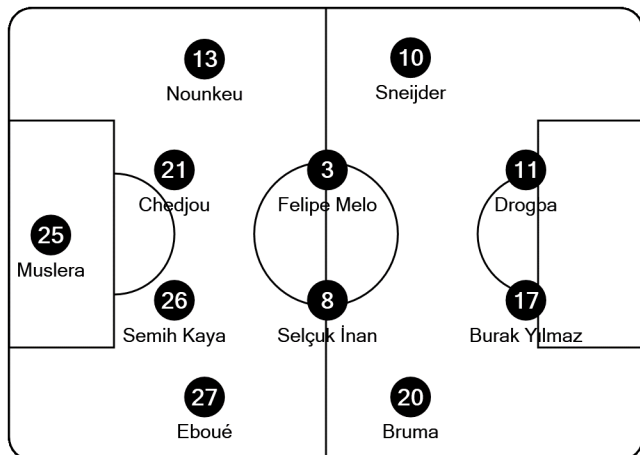 13
Nounkeu
10
Sneijder
21
Chedjou
3
Felipe Melo
11
Drogba
25
Muslera
26
Semih Kaya
8
Selçuk İnan
17
Burak Yılmaz
27
Eboué
20
Bruma